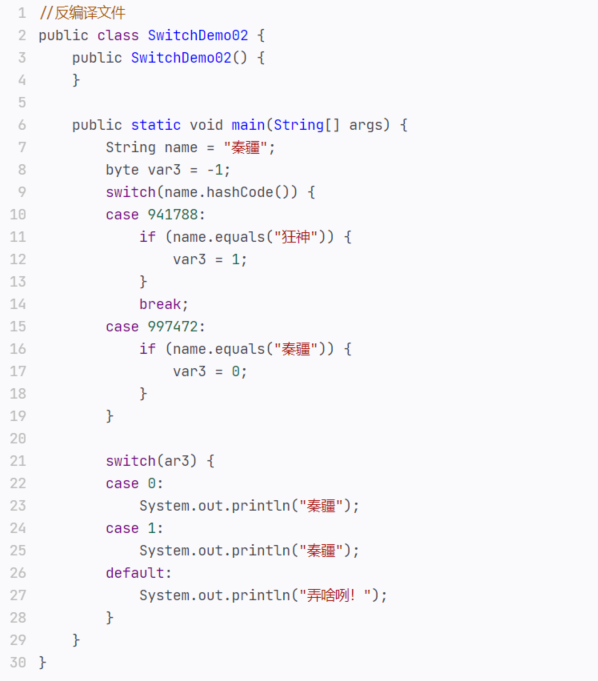 1 //反编译文件
2 public class SwitchDemo02 {
3     public SwitchDemo02() {
4     }
5
6     public static void main(String[] args) {
7         String name = "秦疆";
8         byte var3 = -1;
9         switch(name.hashCode()) {
10         case 941788:
11             if (name.equals("狂神")) {
12                 var3 = 1;
13             }
14             break;
15         case 997472:
16             if (name.equals("秦疆")) {
17                 var3 = 0;
18             }
19         }
20
21         switch(ar3) {
22         case 0:
23             System.out.println("秦疆");
24         case 1:
25             System.out.println("秦疆");
26         default:
27             System.out.println("弄啥咧！");
28         }
29     }
30 }